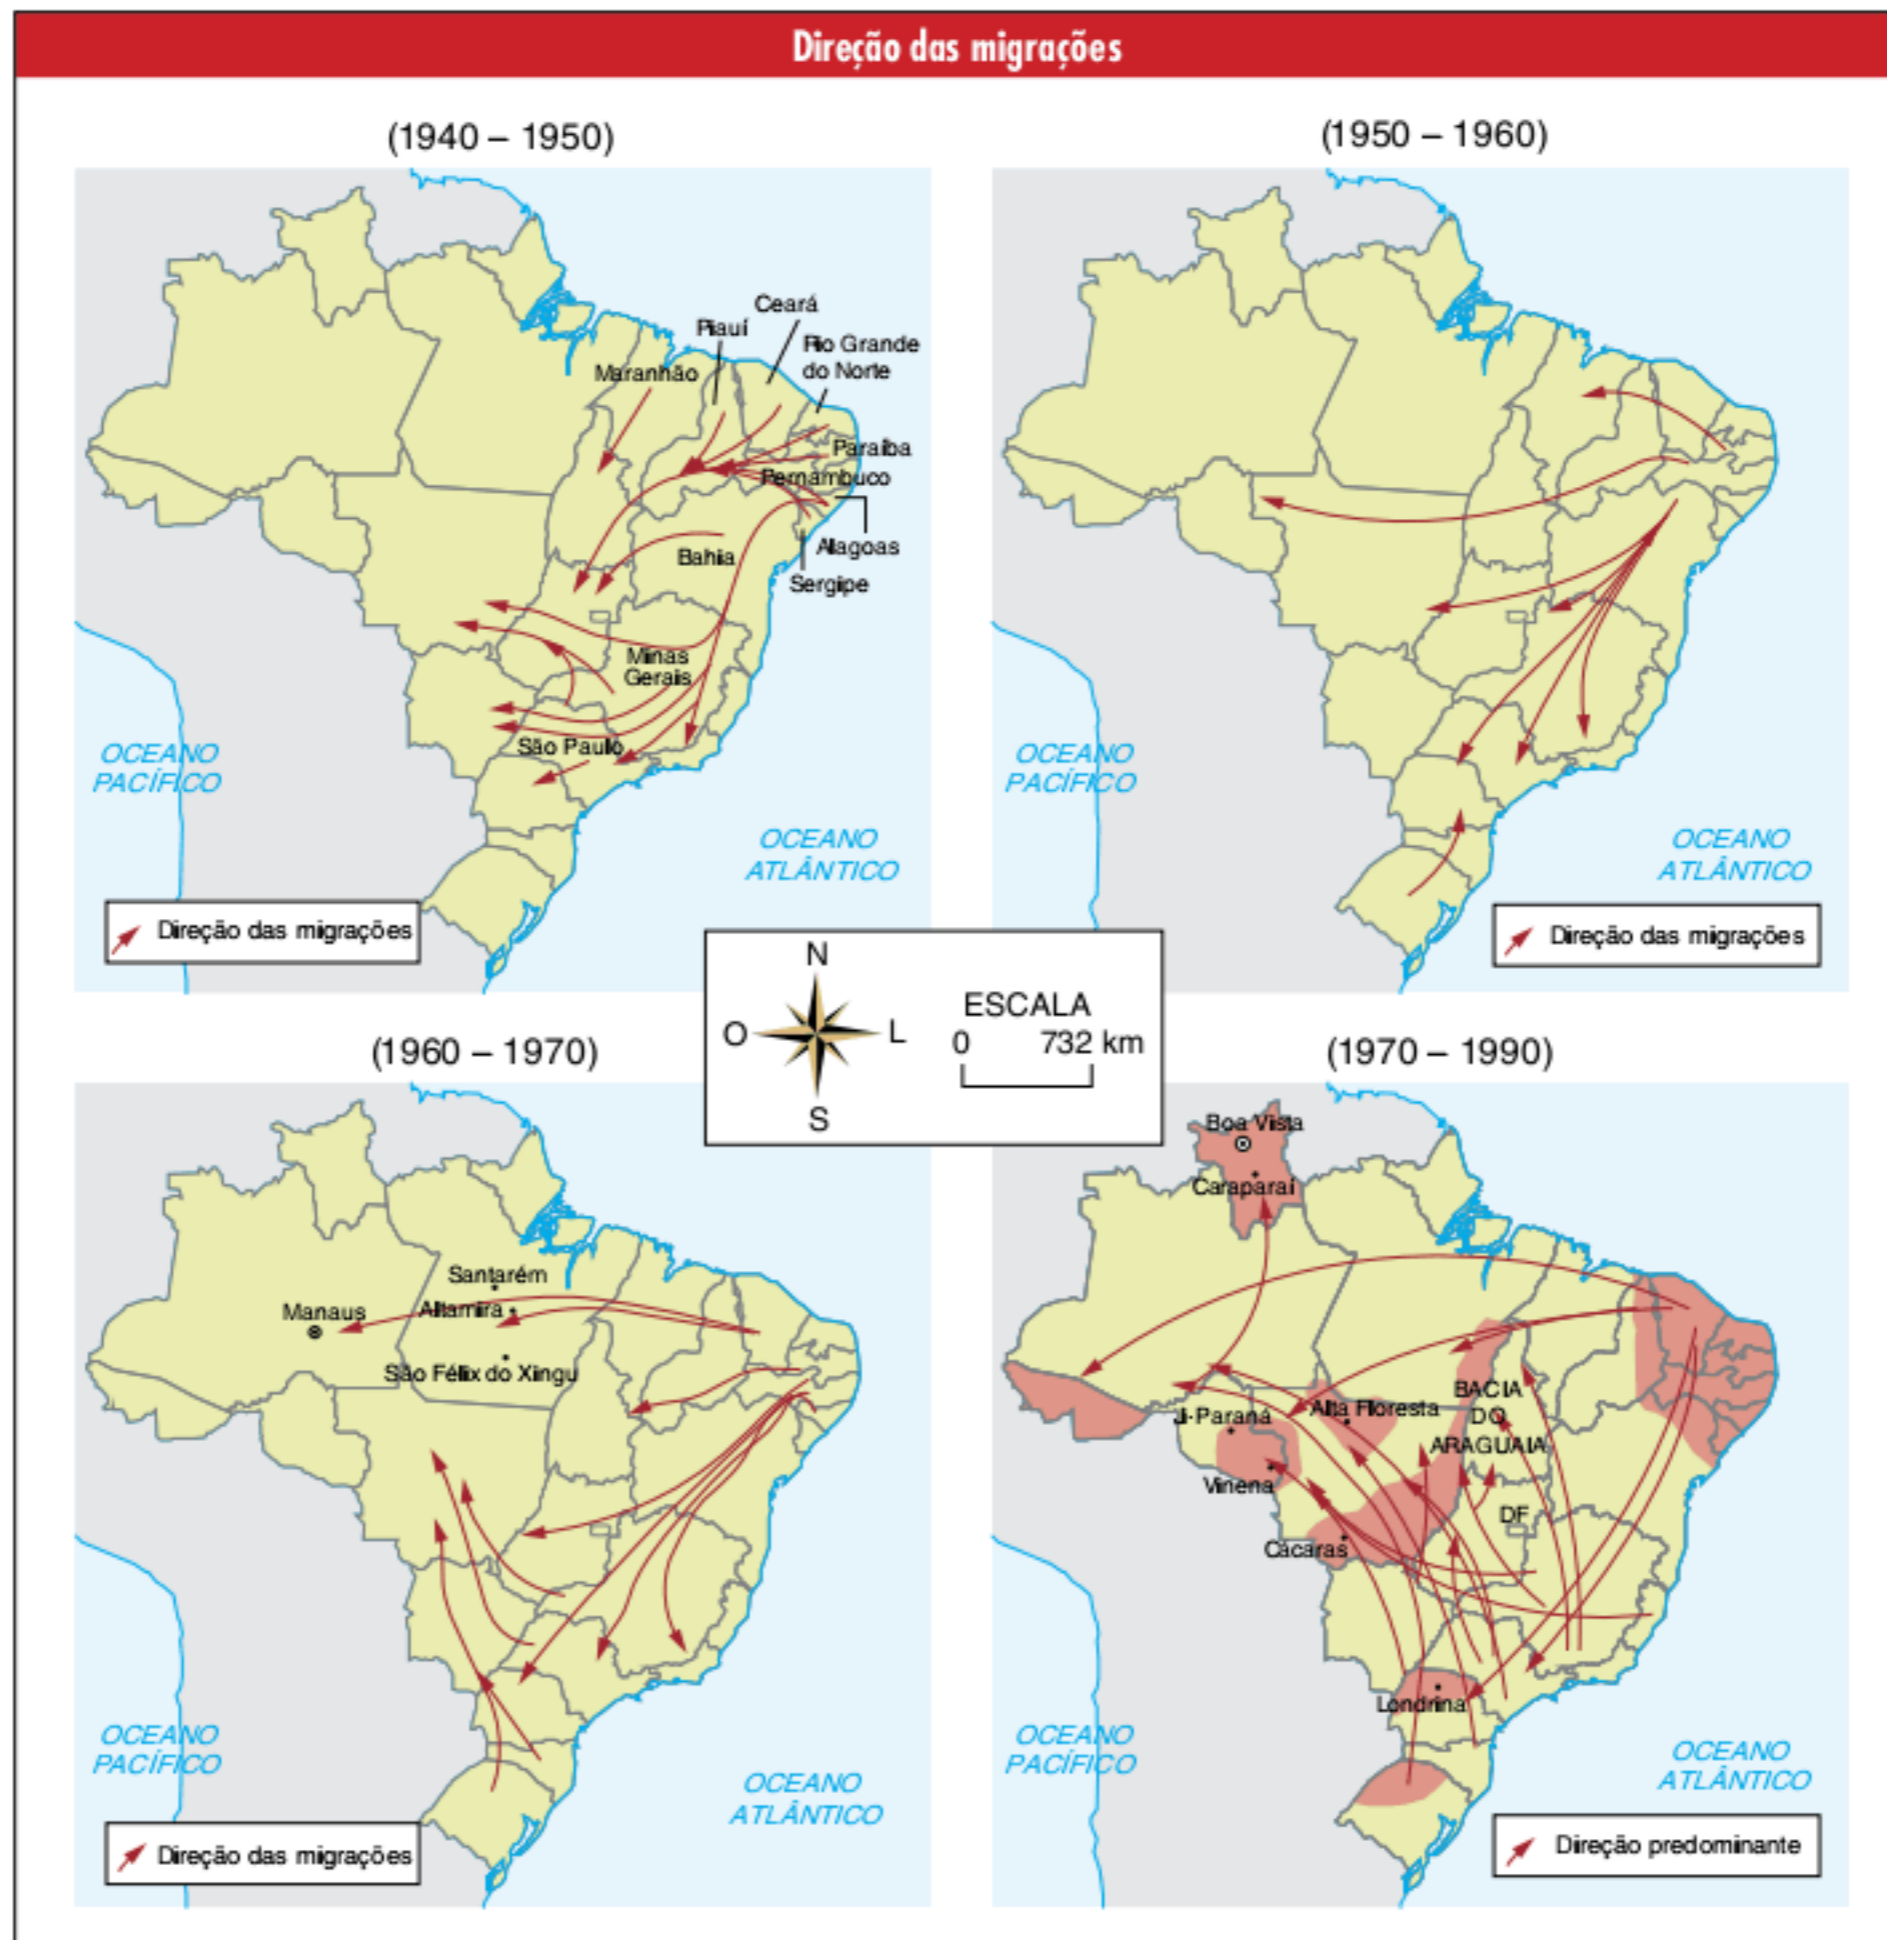 Direção das migrações
(1940 – 1950)
Ceará
Piauí
Rio Grande
do Norte
Maranhão
Paraíba
Pernambuco
Alagoas
Bahia
Sergipe
Minas
Gerais
São Paulo
OCEANO
PACÍFICO
OCEANO
ATLÂNTICO
Direção das migrações
(1950 – 1960)
OCEANO
PACÍFICO
OCEANO
ATLÂNTICO
Direção das migrações
N
O
L
S
ESCALA
0 732 km
(1960 – 1970)
Santarém
Manaus
Altamira
São Félix do Xingu
OCEANO
PACÍFICO
OCEANO
ATLÂNTICO
Direção das migrações
(1970 – 1990)
Boa Vista
Caraparaí
BACIA
DO
ARAGUAIA
Ji-Paraná
Alta Floresta
Vinena
DF
Cácaras
Londrina
OCEANO
PACÍFICO
OCEANO
ATLÂNTICO
Direção predominante